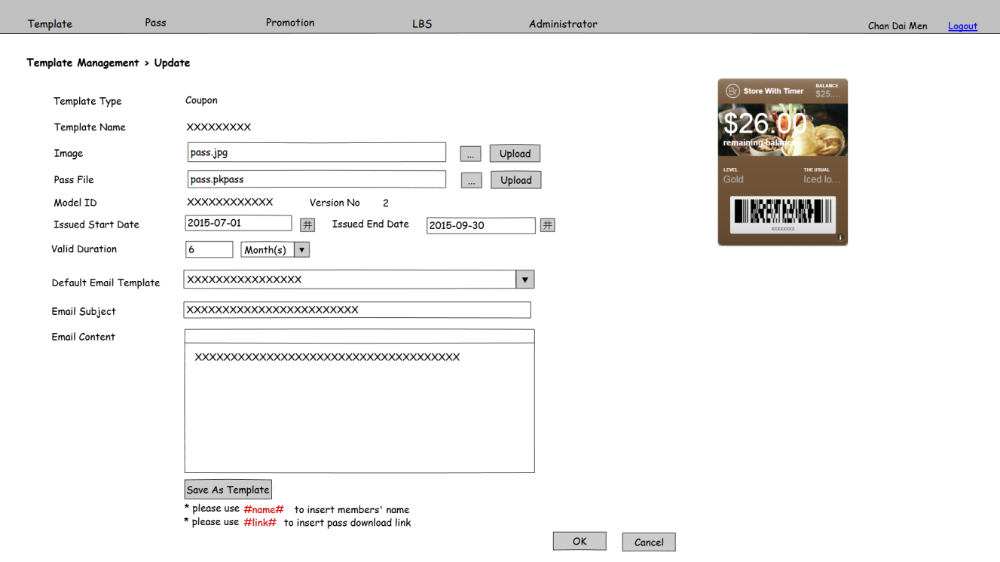 Template Pass Promotion LBS Administrator Chan Dai Men Logout
Template Management > Update
Template Type Coupon
Template Name XXXXXXXXX
Image pass.jpg ... Upload
Pass File pass.pkpass ... Upload
Model ID XXXXXXXXXXXX Version No 2
Issued Start Date 2015-07-01 Issued End Date 2015-09-30
Valid Duration 6 Month(s)
Default Email Template XXXXXXXXXXXXXXXX
Email Subject XXXXXXXXXXXXXXXXXXXXXXXX
Email Content
XXXXXXXXXXXXXXXXXXXXXXXXXXXXXXXXXXXXX
Save As Template
* please use #name# to insert members' name
* please use #link# to insert pass download link
OK Cancel
Br Store With Timer BALANCE
$25....
$26.00
remaining balance
LEVEL THE USUAL
Gold Iced lo...
XXXXXXXX